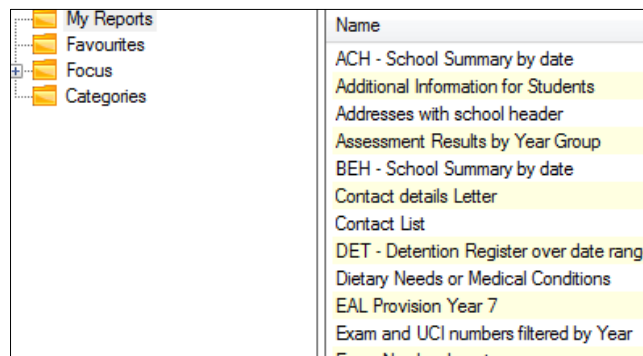 My Reports
Favourites
Focus
Categories
Name
ACH - School Summary by date
Additional Information for Students
Addresses with school header
Assessment Results by Year Group
BEH - School Summary by date
Contact details Letter
Contact List
DET - Detention Register over date rang
Dietary Needs or Medical Conditions
EAL Provision Year 7
Exam and UCI numbers filtered by Year